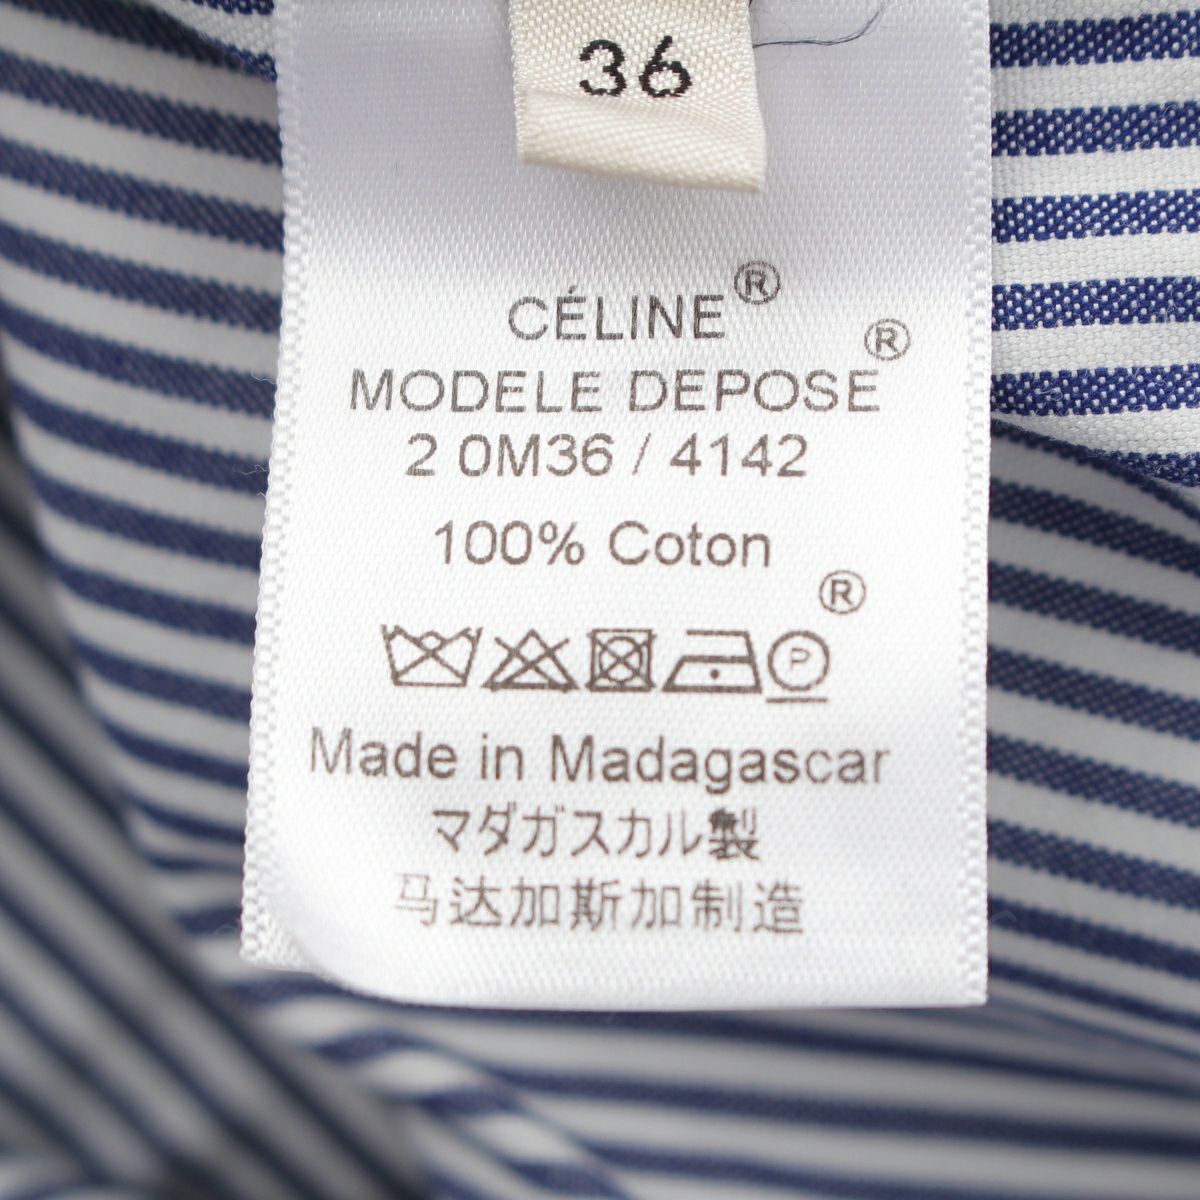 36
CÉLINE®
MODELE DEPOSE®
2 0M36 / 4142
100% Coton
®
P
Made in Madagascar
マダガスカル製
马达加斯加制造